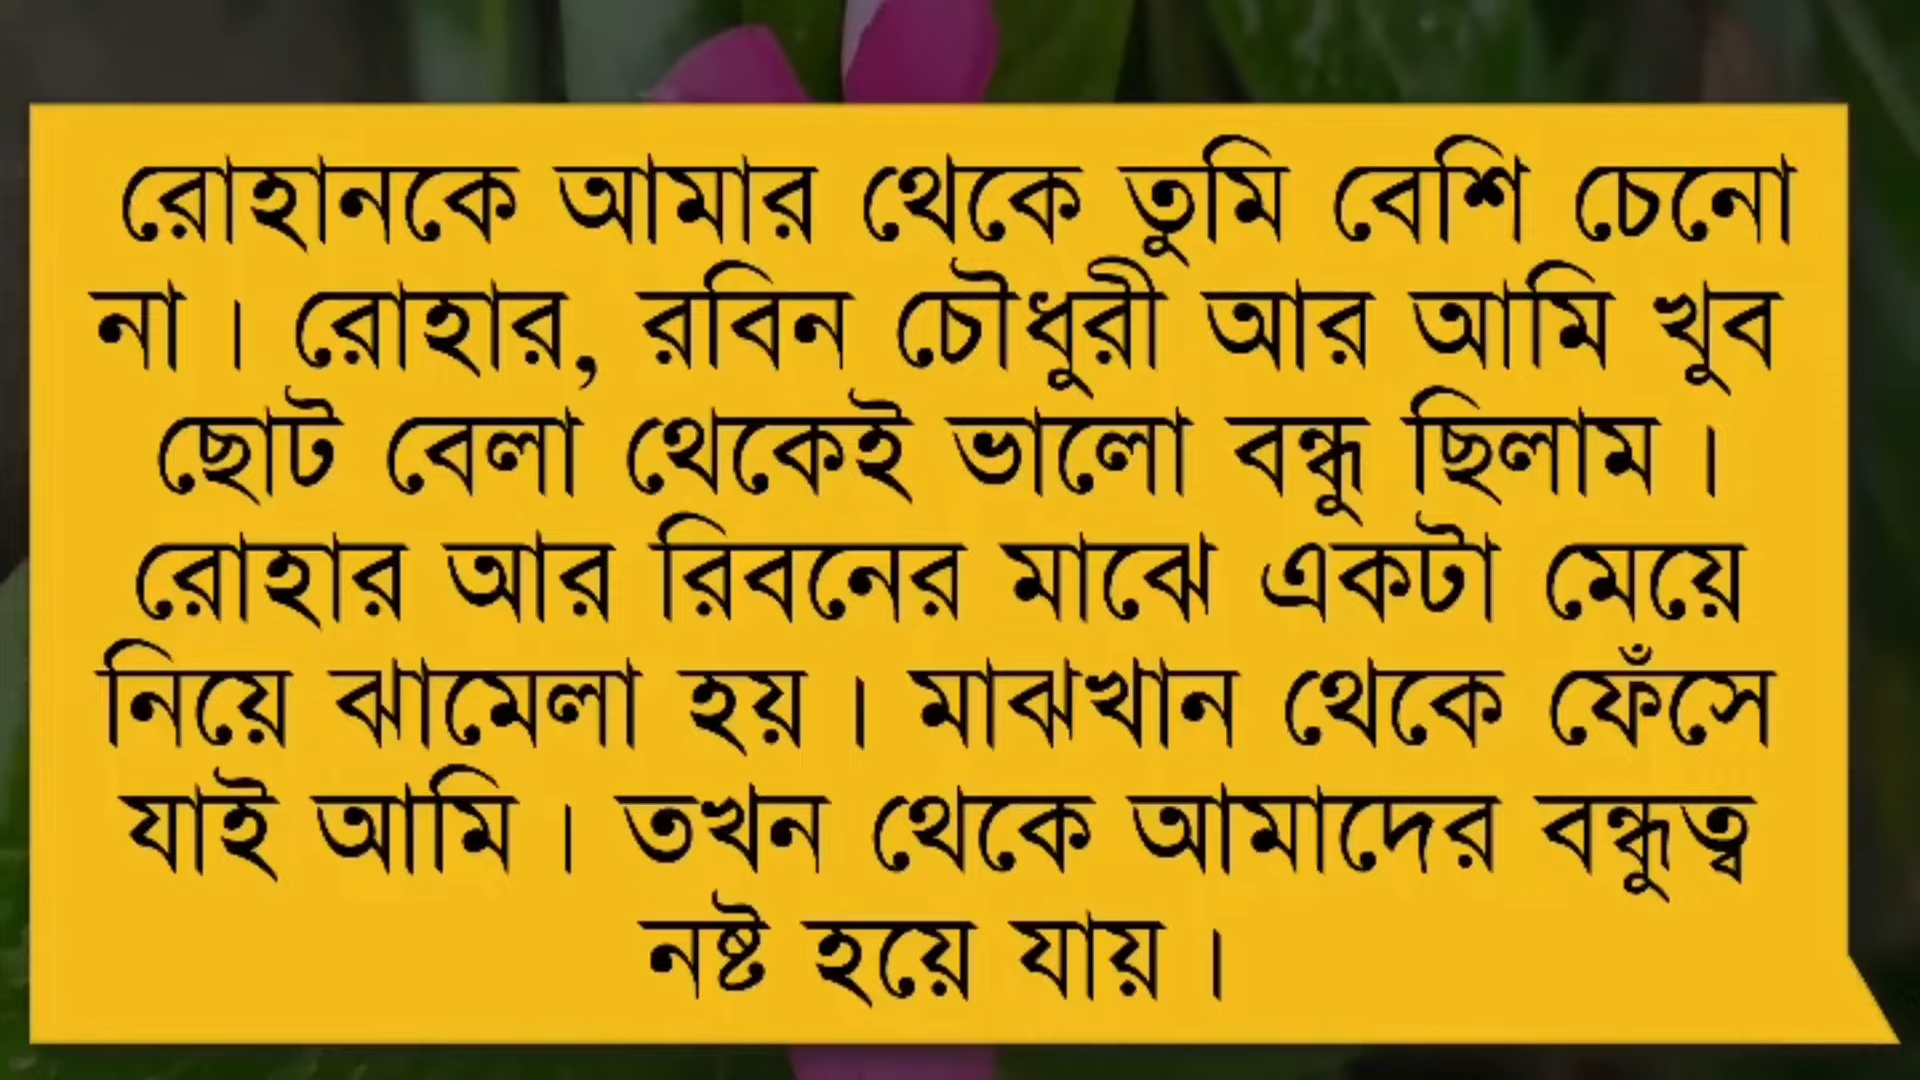 রোহানকে আমার থেকে তুমি বেশি চেনো
না। রোহার, রবিন চৌধুরী আর আমি খুব
ছোট বেলা থেকেই ভালো বন্ধু ছিলাম।
রোহার আর রিবনের মাঝে একটা মেয়ে
নিয়ে ঝামেলা হয়। মাঝখান থেকে ফেঁসে
যাই আমি। তখন থেকে আমাদের বন্ধুত্ব
নষ্ট হয়ে যায়।